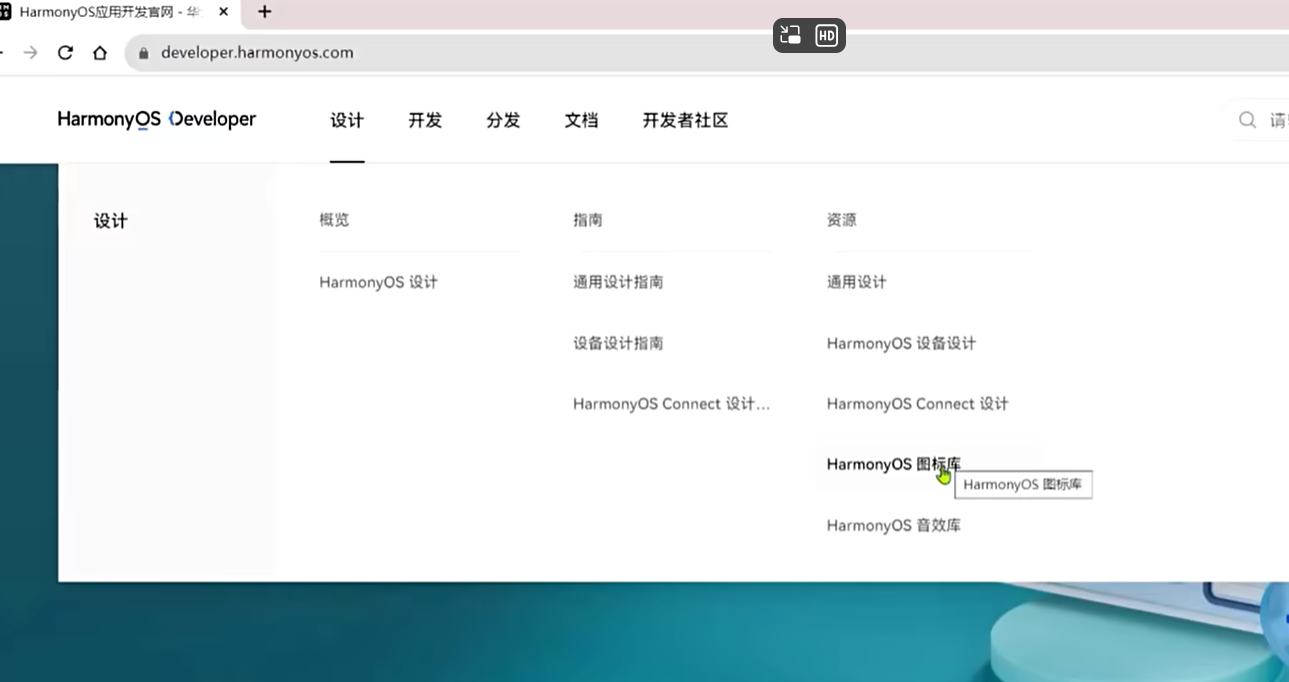 HarmonyOS应用开发官网 - 华
HD
developer.harmonyos.com
HarmonyOS Developer
设计
开发
分发
文档
开发者社区
请
设计
概览
指南
资源
HarmonyOS 设计
通用设计指南
通用设计
设备设计指南
HarmonyOS 设备设计
HarmonyOS Connect 设计...
HarmonyOS Connect 设计
HarmonyOS 图标库
HarmonyOS 图标库
HarmonyOS 音效库